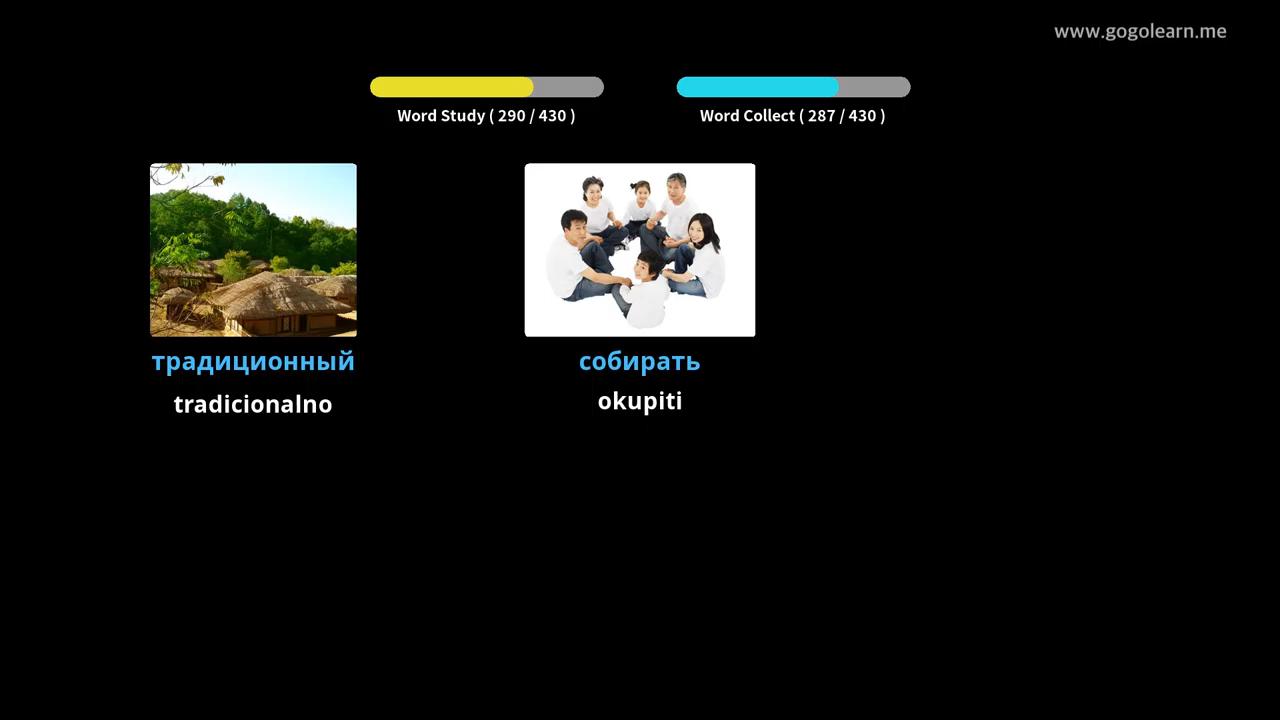 www.gogolearn.me
Word Study ( 290 / 430 )
Word Collect ( 287 / 430 )
традиционный
собирать
tradicionalno
okupiti